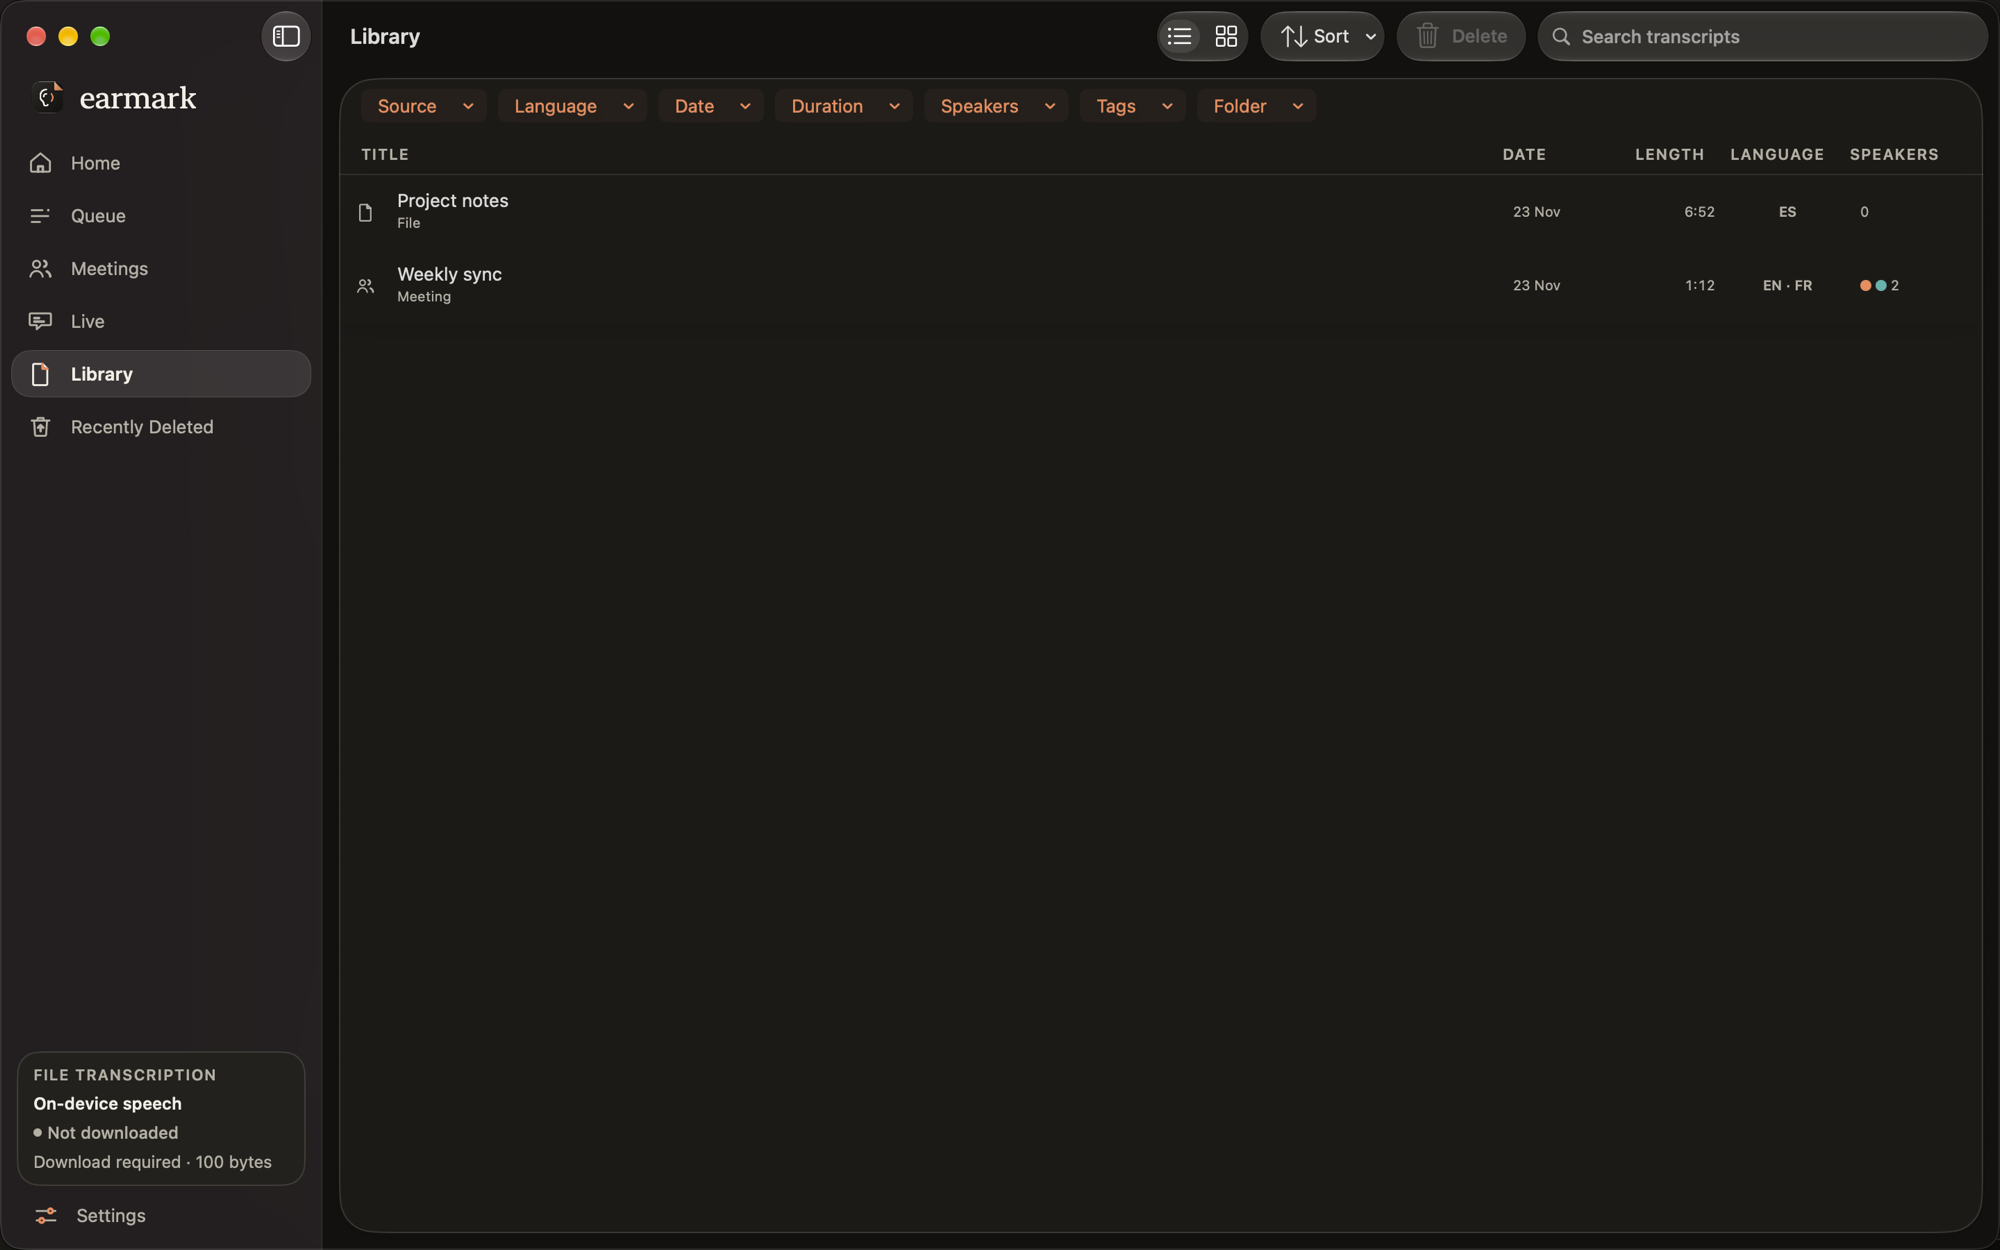 Library
Sort
Delete
Search transcripts
earmark
Home
Queue
Meetings
Live
Library
Recently Deleted
Source
Language
Date
Duration
Speakers
Tags
Folder
TITLE DATE LENGTH LANGUAGE SPEAKERS
Project notes
File
23 Nov 6:52 ES 0
Weekly sync
Meeting
23 Nov 1:12 EN · FR 2
FILE TRANSCRIPTION
On-device speech
Not downloaded
Download required · 100 bytes
Settings